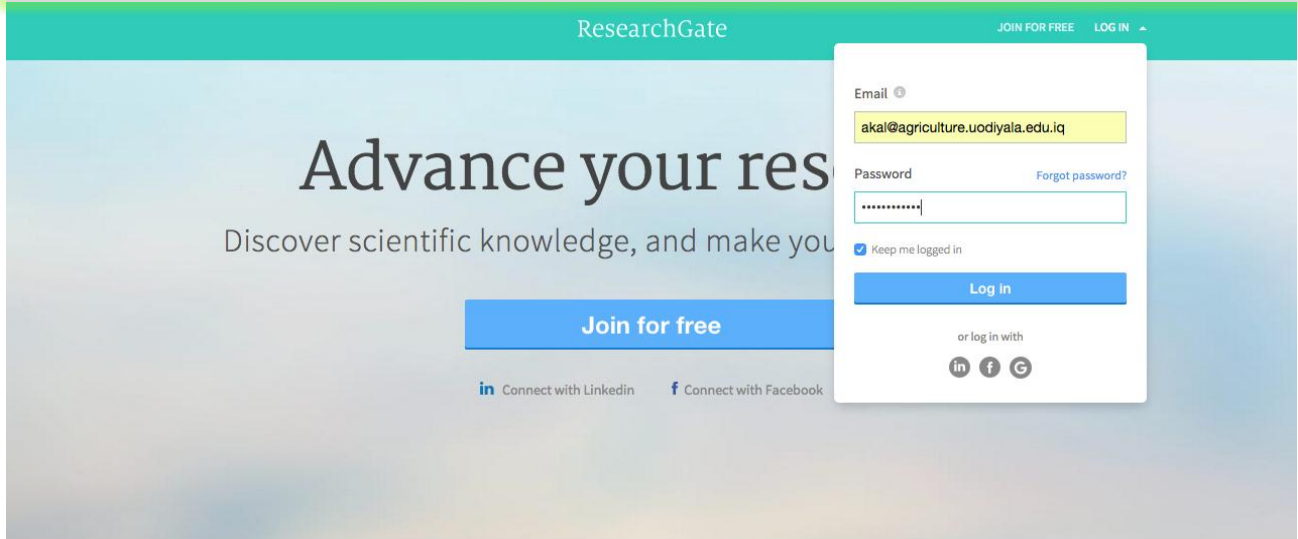 ResearchGate
JOIN FOR FREE LOG IN
Email
akal@agriculture.uodiyala.edu.iq
Password Forgot password?
••••••••••••
Keep me logged in
Log in
or log in with
in f G
Advance your res
Discover scientific knowledge, and make you
Join for free
in Connect with Linkedin f Connect with Facebook